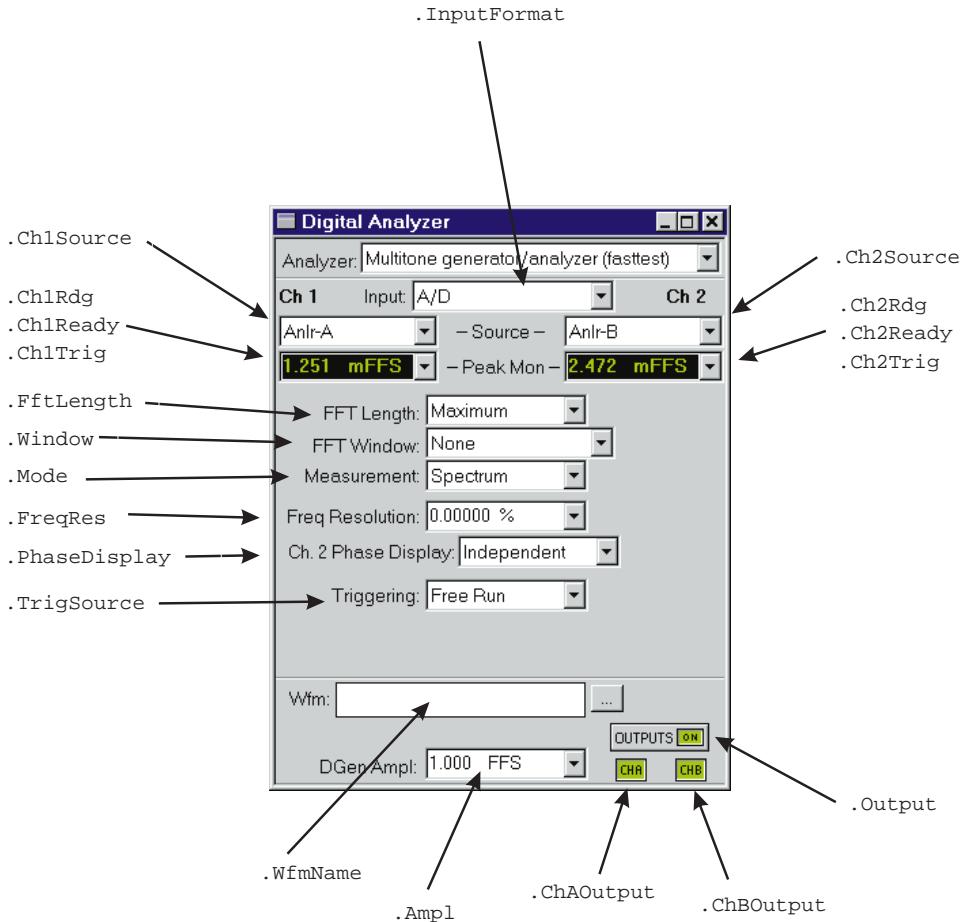 .InputFormat
Digital Analyzer
.Ch1Source
Analyzer: Multitone generator/analyzer (fasttest)
.Ch2Source
Ch 1 Input: A/D Ch 2
.Ch1Rdg
.Ch1Ready
.Ch1Trig
Anlr-A – Source – Anlr-B
.Ch2Rdg
.Ch2Ready
.Ch2Trig
1.251 mFFS – Peak Mon – 2.472 mFFS
.FftLength FFT Length: Maximum
.Window FFT Window: None
.Mode Measurement: Spectrum
.FreqRes Freq Resolution: 0.00000 %
.PhaseDisplay Ch. 2 Phase Display: Independent
.TrigSource Triggering: Free Run
Wfm: ...
OUTPUTS ON
DGen Ampl: 1.000 FFS CHA CHB
.Output
.WfmName
.ChAOutput
.ChBOutput
.Ampl